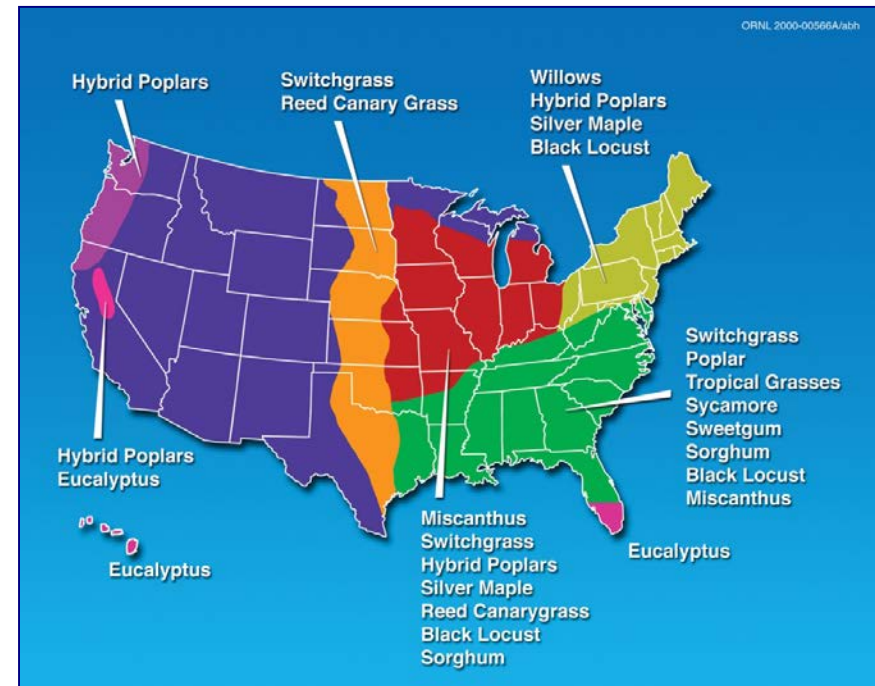 ORNL 2000-00566A/abh
Hybrid Poplars
Switchgrass
Reed Canary Grass
Willows
Hybrid Poplars
Silver Maple
Black Locust
Switchgrass
Poplar
Tropical Grasses
Sycamore
Sweetgum
Sorghum
Black Locust
Miscanthus
Hybrid Poplars
Eucalyptus
Eucalyptus
Miscanthus
Switchgrass
Hybrid Poplars
Silver Maple
Reed Canarygrass
Black Locust
Sorghum
Eucalyptus